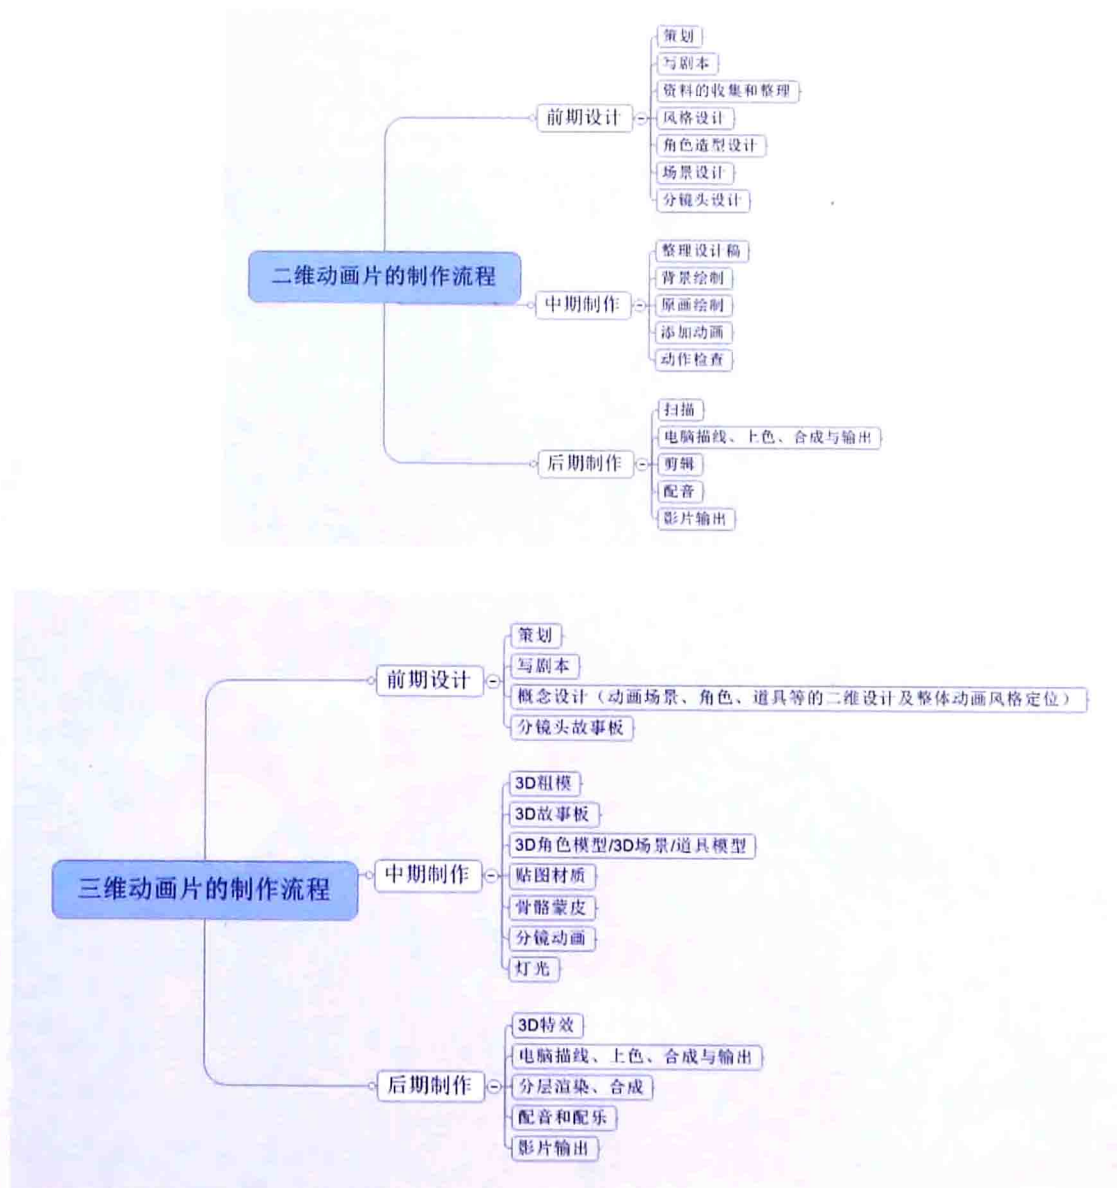 二维动画片的制作流程
前期设计
策划
写剧本
资料的收集和整理
风格设计
角色造型设计
场景设计
分镜头设计
中期制作
整理设计稿
背景绘制
原画绘制
添加动画
动作检查
后期制作
扫描
电脑描线、上色、合成与输出
剪辑
配音
影片输出
三维动画片的制作流程
前期设计
策划
写剧本
概念设计（动画场景、角色、道具等的二维设计及整体动画风格定位）
分镜头故事板
中期制作
3D粗模
3D故事板
3D角色模型/3D场景/道具模型
贴图材质
骨骼蒙皮
分镜动画
灯光
后期制作
3D特效
电脑描线、上色、合成与输出
分层渲染、合成
配音和配乐
影片输出